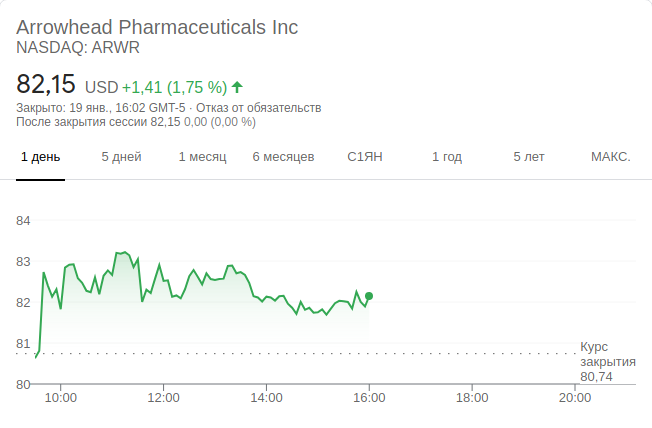 Arrowhead Pharmaceuticals Inc
NASDAQ: ARWR
82,15 USD +1,41 (1,75 %)
Закрыто: 19 янв., 16:02 GMT-5 · Отказ от обязательств
После закрытия сессии 82,15 0,00 (0,00 %)
1 день 5 дней 1 месяц 6 месяцев С1ЯН 1 год 5 лет МАКС.
84
83
82
81
Курс
закрытия
80,74
80
10:00 12:00 14:00 16:00 18:00 20:00